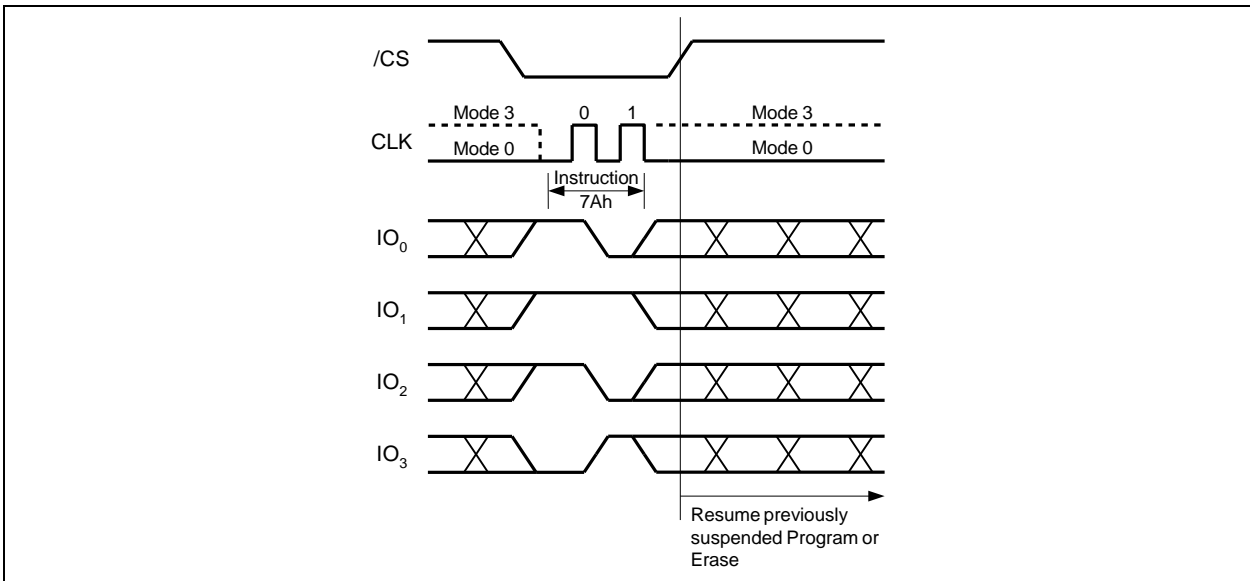 /CS
Mode 3 0 1 Mode 3
CLK Mode 0 Mode 0
Instruction
7Ah
IO0
IO1
IO2
IO3
Resume previously
suspended Program or
Erase